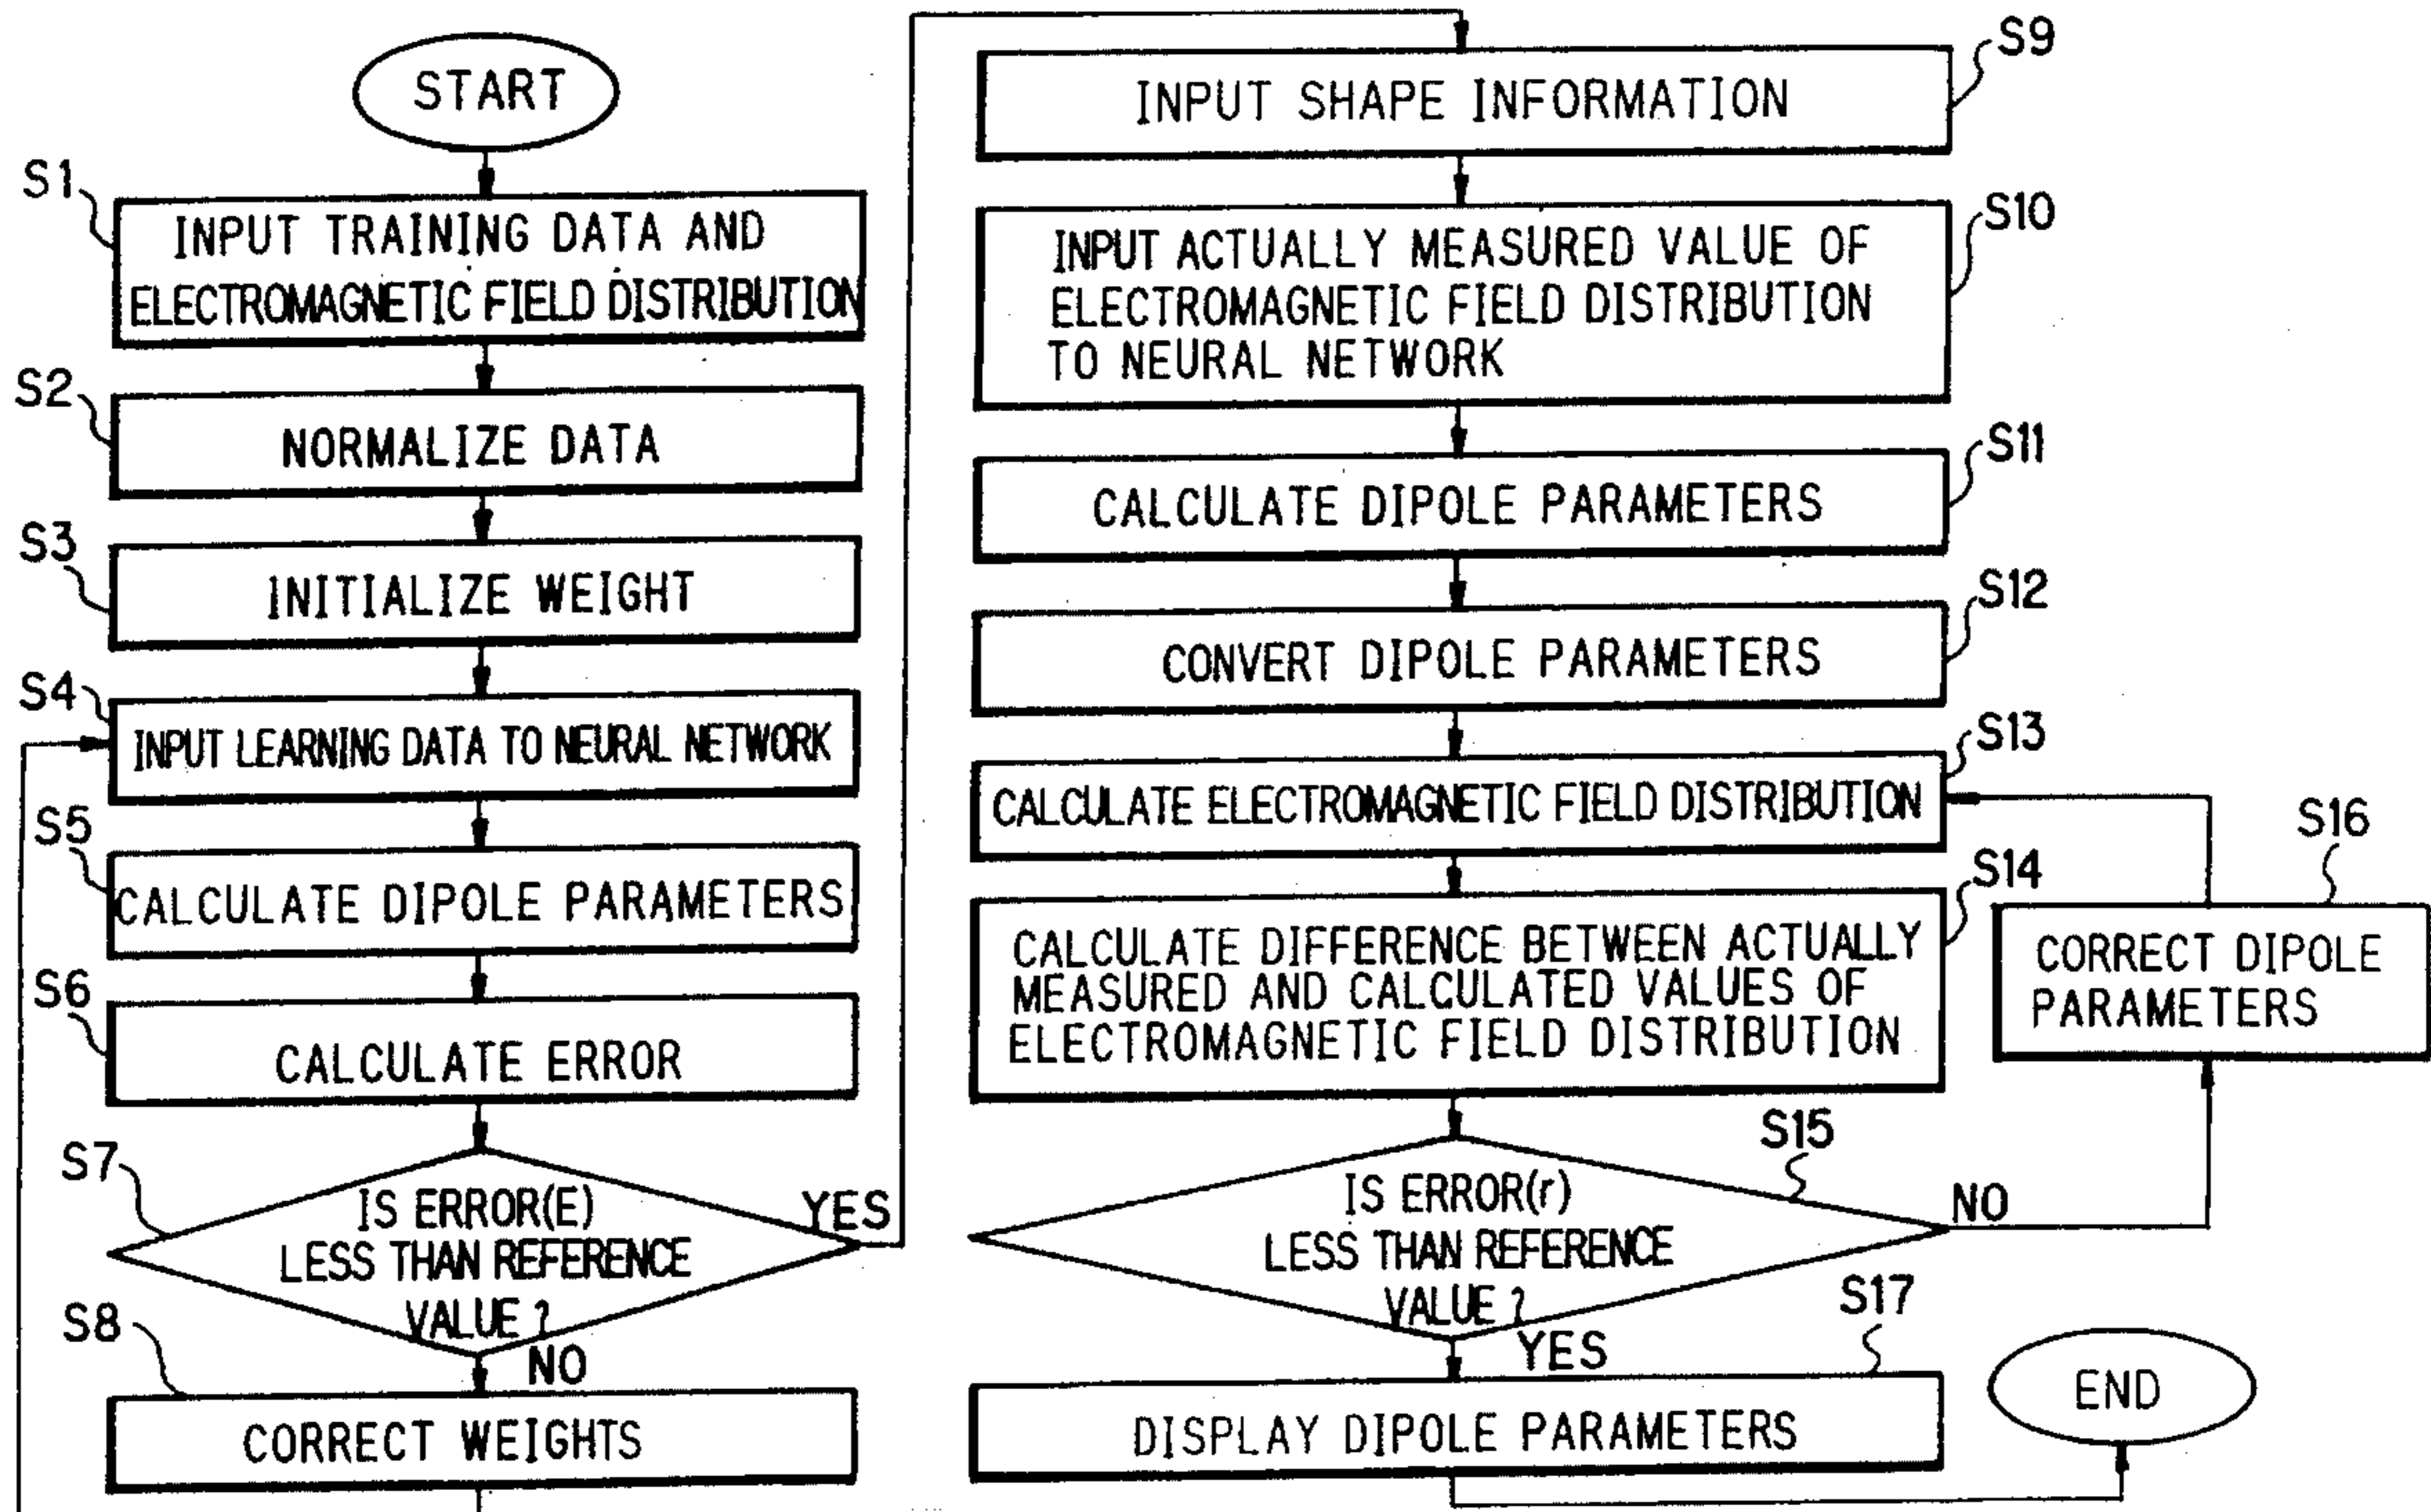 START
S1
INPUT TRAINING DATA AND
ELECTROMAGNETIC FIELD DISTRIBUTION
S2
NORMALIZE DATA
S3
INITIALIZE WEIGHT
S4
INPUT LEARNING DATA TO NEURAL NETWORK
S5
CALCULATE DIPOLE PARAMETERS
S6
CALCULATE ERROR
S7
IS ERROR(E)
LESS THAN REFERENCE
VALUE ?
YES
NO
S8
CORRECT WEIGHTS
S9
INPUT SHAPE INFORMATION
S10
INPUT ACTUALLY MEASURED VALUE OF
ELECTROMAGNETIC FIELD DISTRIBUTION
TO NEURAL NETWORK
S11
CALCULATE DIPOLE PARAMETERS
S12
CONVERT DIPOLE PARAMETERS
S13
CALCULATE ELECTROMAGNETIC FIELD DISTRIBUTION
S14
CALCULATE DIFFERENCE BETWEEN ACTUALLY
MEASURED AND CALCULATED VALUES OF
ELECTROMAGNETIC FIELD DISTRIBUTION
S15
IS ERROR(r)
LESS THAN REFERENCE
VALUE ?
NO
YES
S16
CORRECT DIPOLE
PARAMETERS
S17
DISPLAY DIPOLE PARAMETERS
END